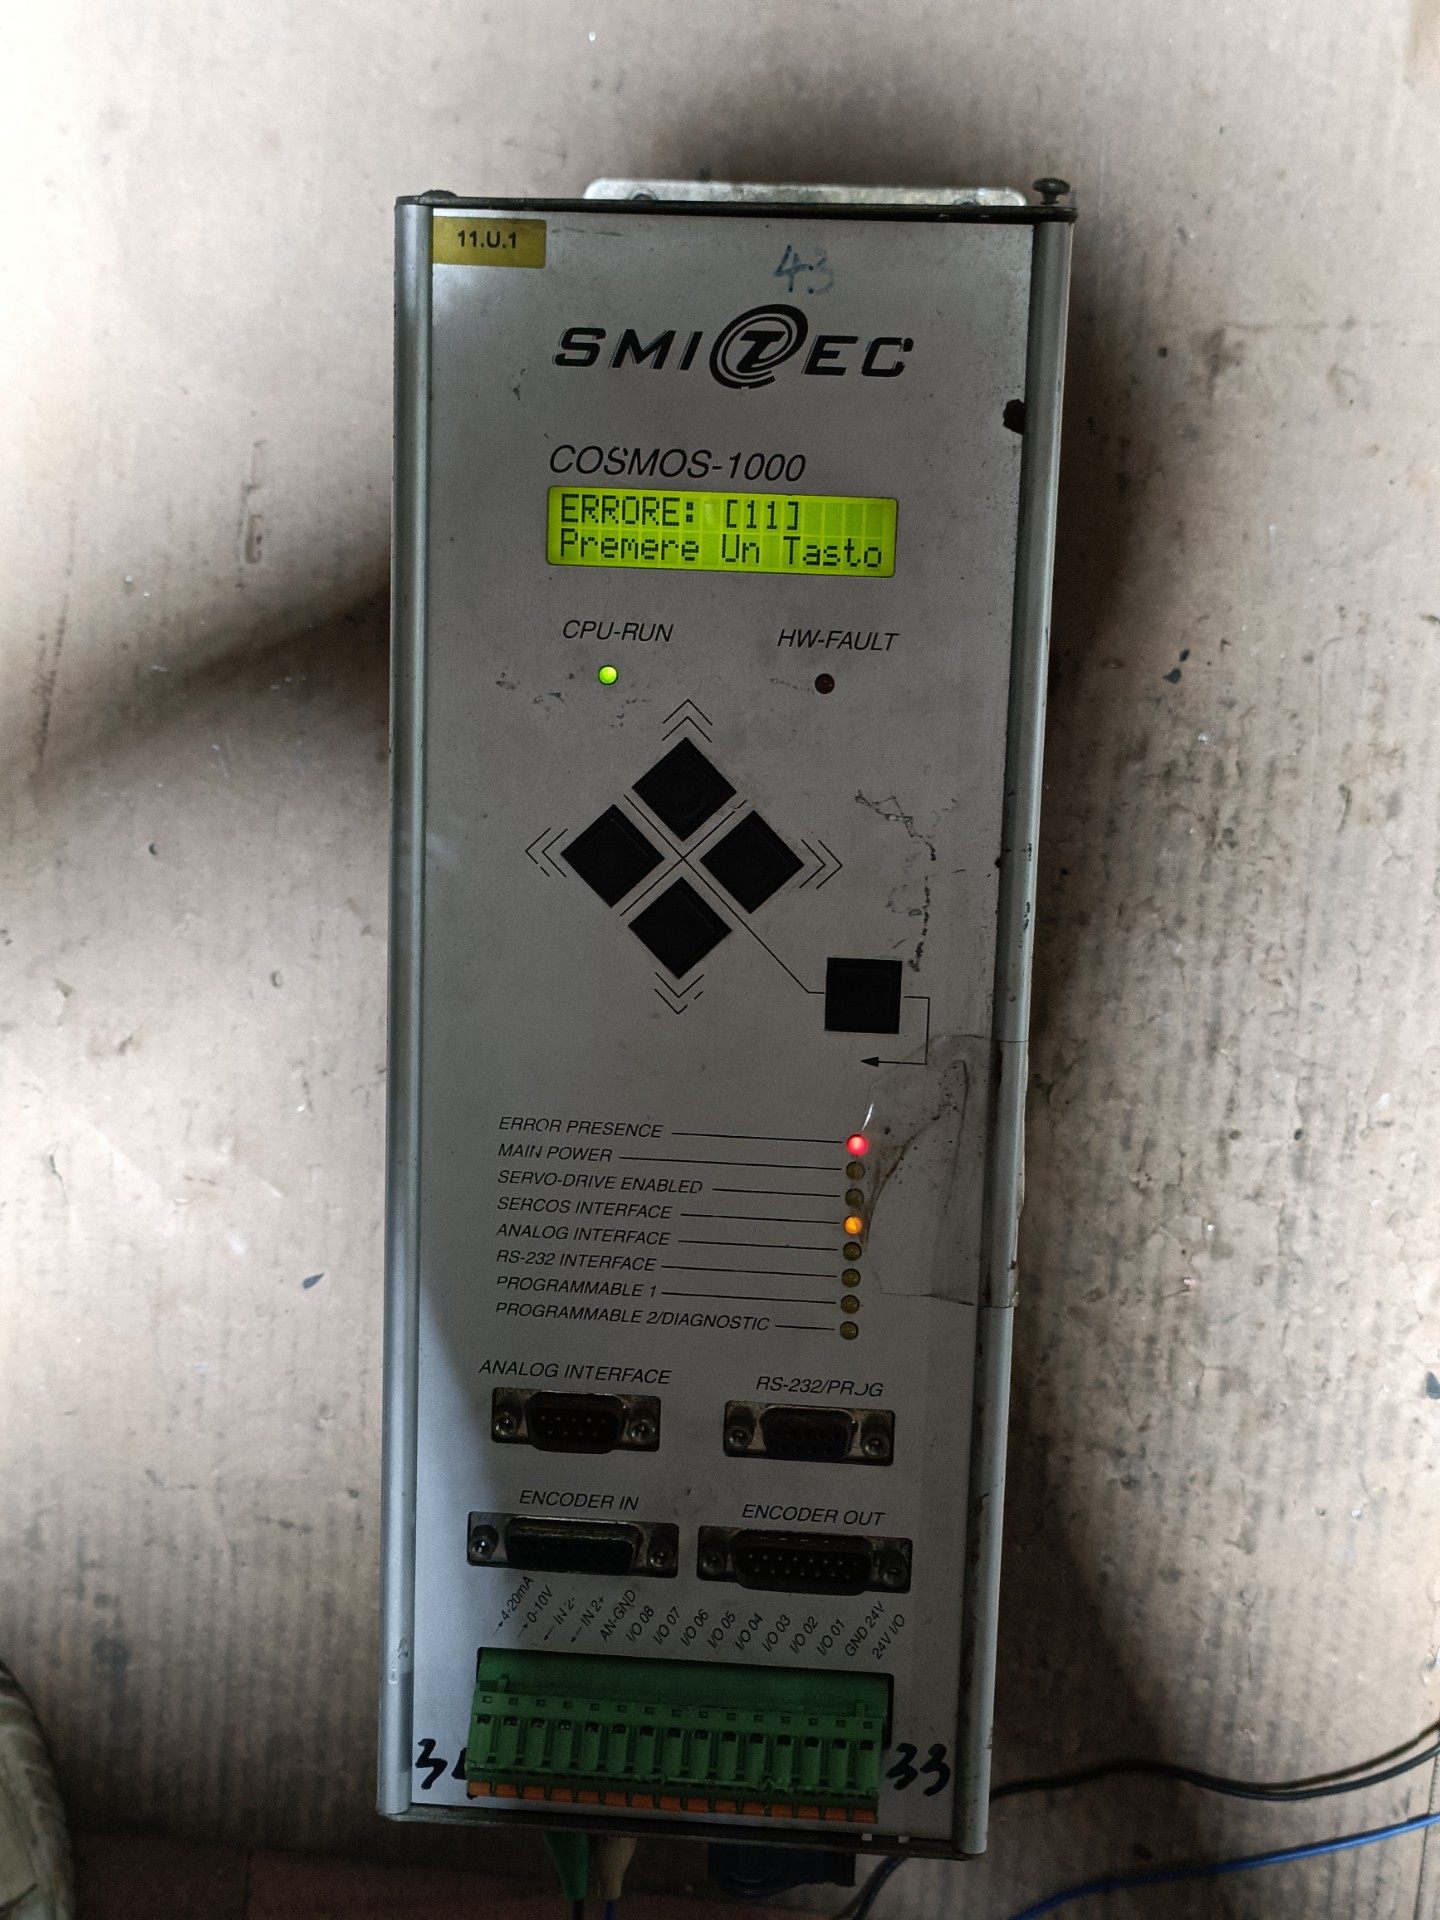 11.U.1
43
SMITEC
COSMOS-1000
ERRORE: [11]
Premere Un Tasto
CPU-RUN
HW-FAULT
ERROR PRESENCE
MAIN POWER
SERVO-DRIVE ENABLED
SERCOS INTERFACE
ANALOG INTERFACE
RS-232 INTERFACE
PROGRAMMABLE 1
PROGRAMMABLE 2/DIAGNOSTIC
ANALOG INTERFACE
RS-232/PROG
ENCODER IN
ENCODER OUT
4-20mA
0-10V
IN 2-
IN 2+
AN-GND
I/O 08
I/O 07
I/O 06
I/O 05
I/O 04
I/O 03
I/O 02
I/O 01
GND 24V
24V I/O
33